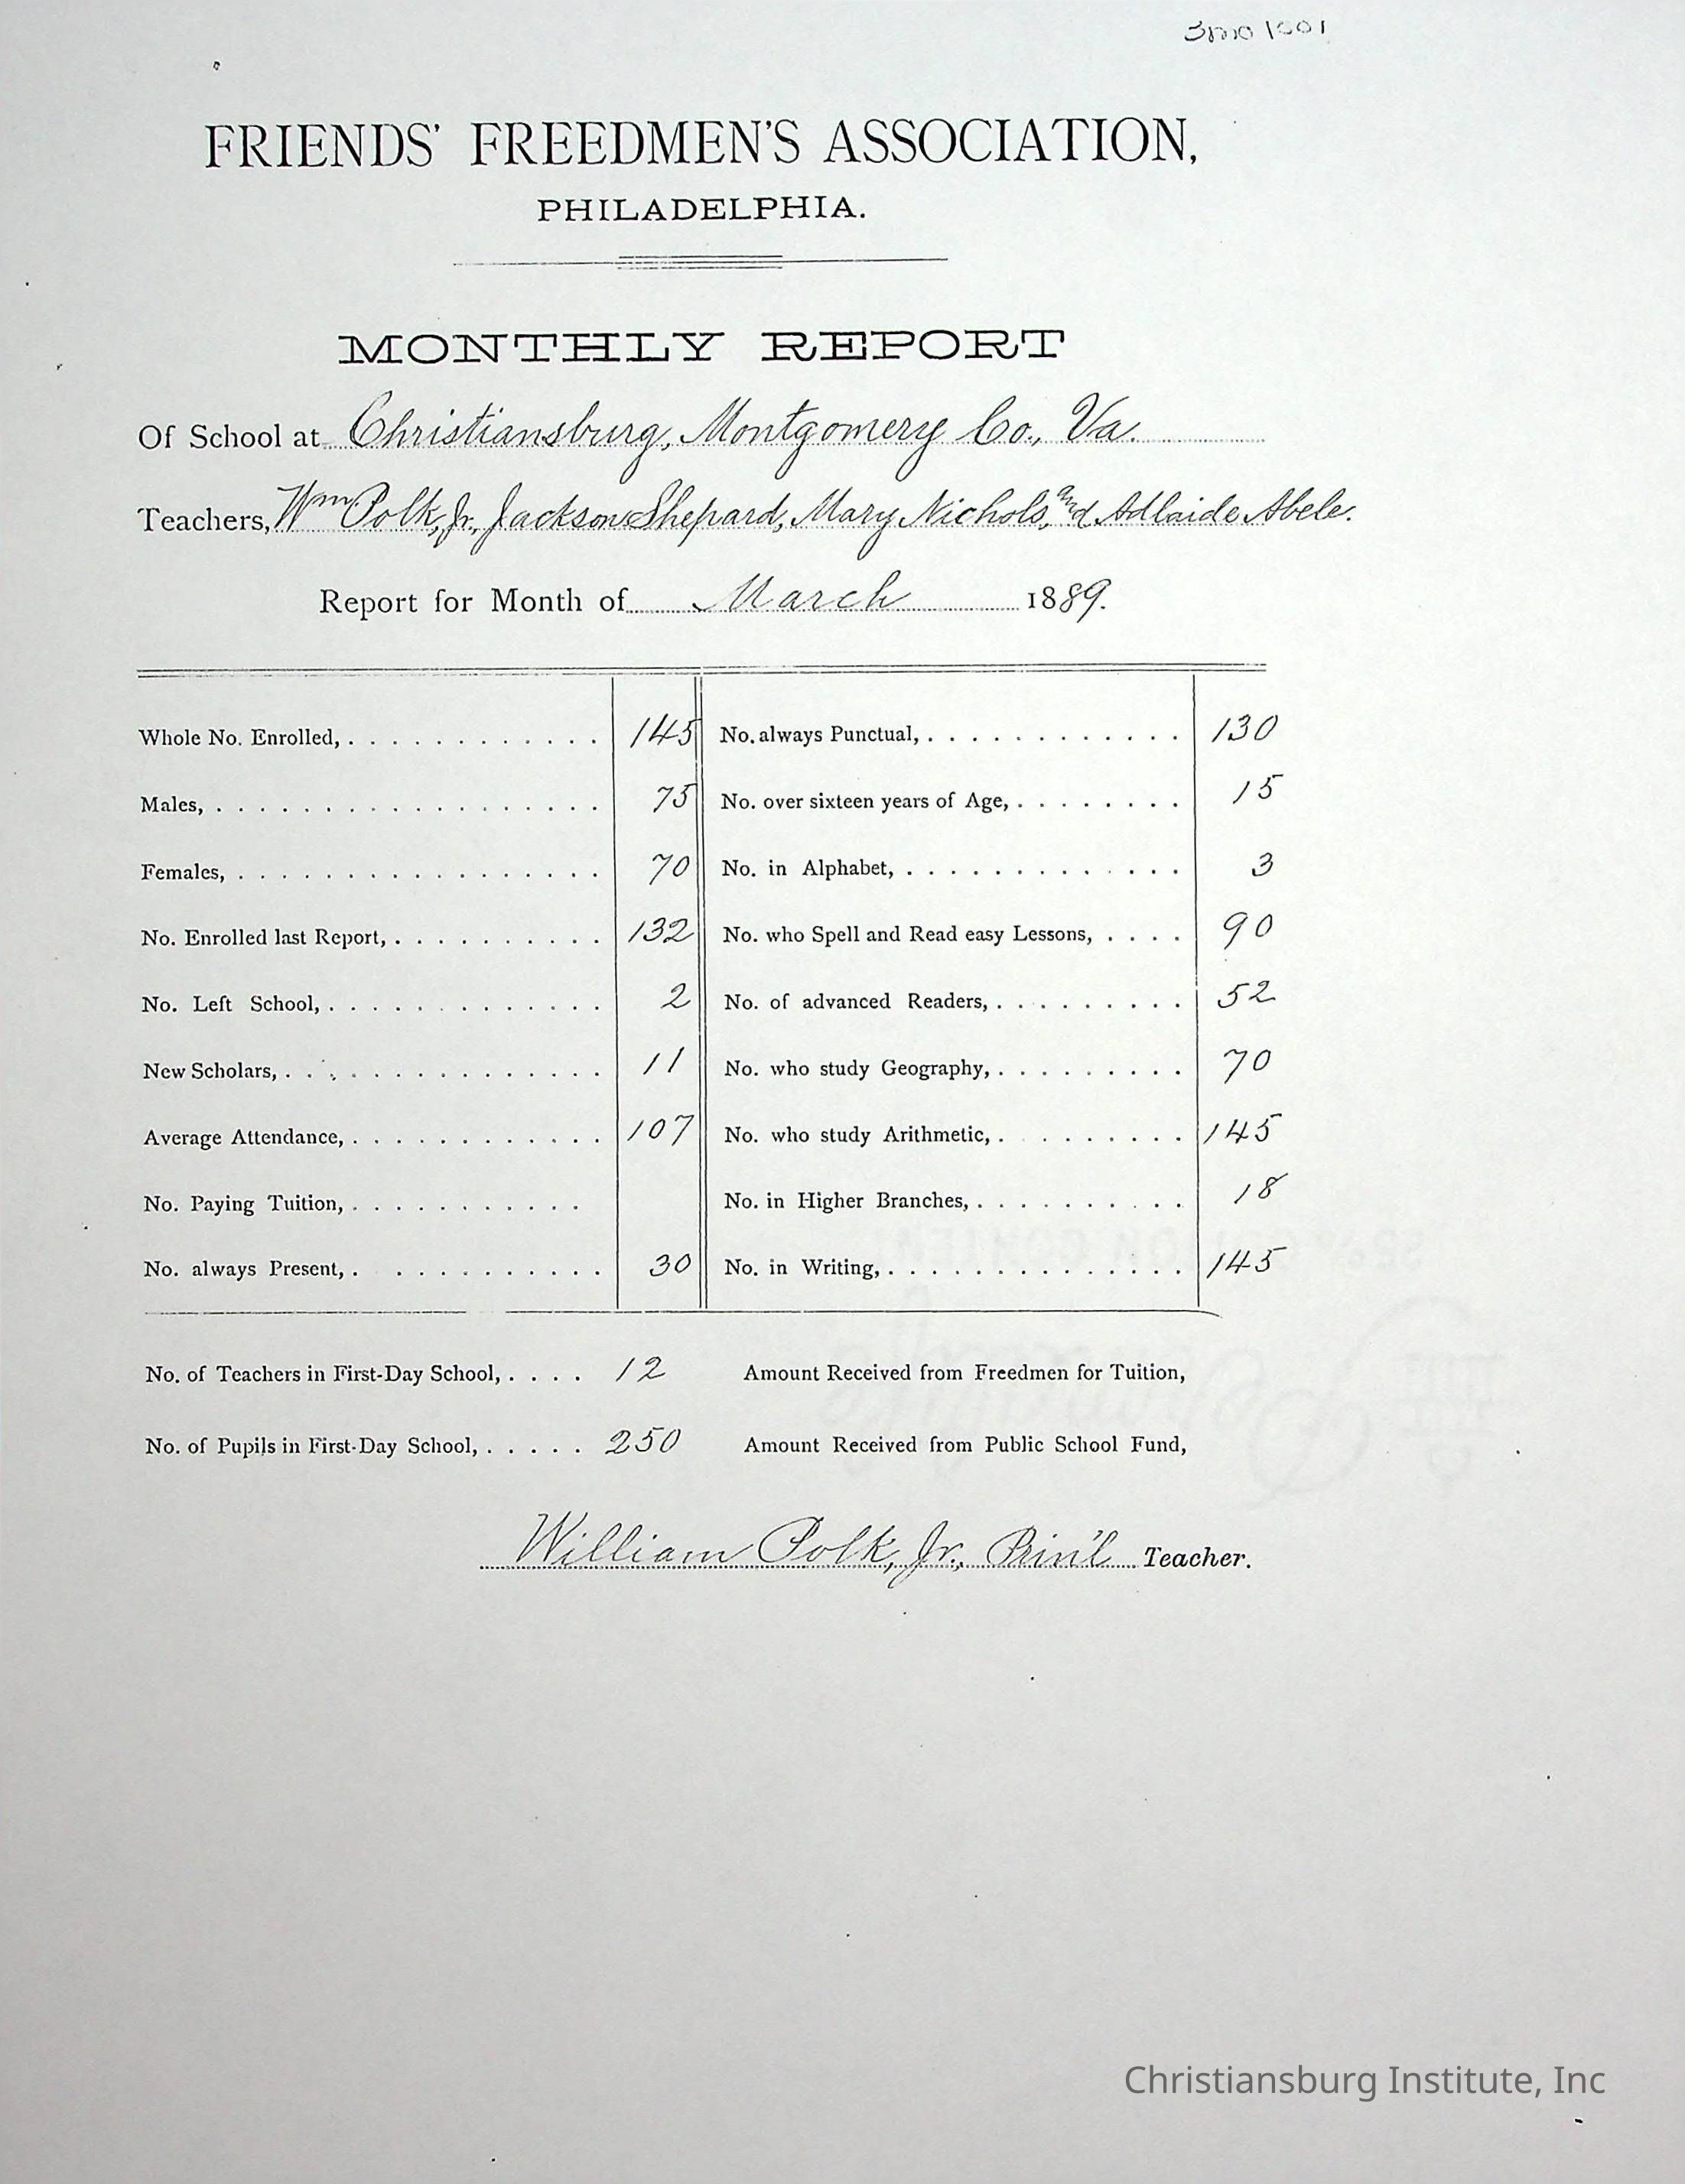 FRIENDS' FREEDMEN'S ASSOCIATION,
PHILADELPHIA.
MONTHLY REPORT
Of School at Christiansburg, Montgomery Co., Va.
Teachers, Wm Polk, Jr., Jackson Shepard, Mary Nichols, and Adlaide Abele.
Report for Month of March 1889.
Whole No. Enrolled, 145 No. always Punctual, 130
Males, 75 No. over sixteen years of Age, 15
Females, 70 No. in Alphabet, 3
No. Enrolled last Report, 132 No. who Spell and Read easy Lessons, 90
No. Left School, 2 No. of advanced Readers, 52
New Scholars, 11 No. who study Geography, 70
Average Attendance, 107 No. who study Arithmetic, 145
No. Paying Tuition, No. in Higher Branches, 18
No. always Present, 30 No. in Writing, 145
No. of Teachers in First-Day School, 12 Amount Received from Freedmen for Tuition,
No. of Pupils in First-Day School, 250 Amount Received from Public School Fund,
William Polk, Jr., Prin'l Teacher.
Christiansburg Institute, Inc